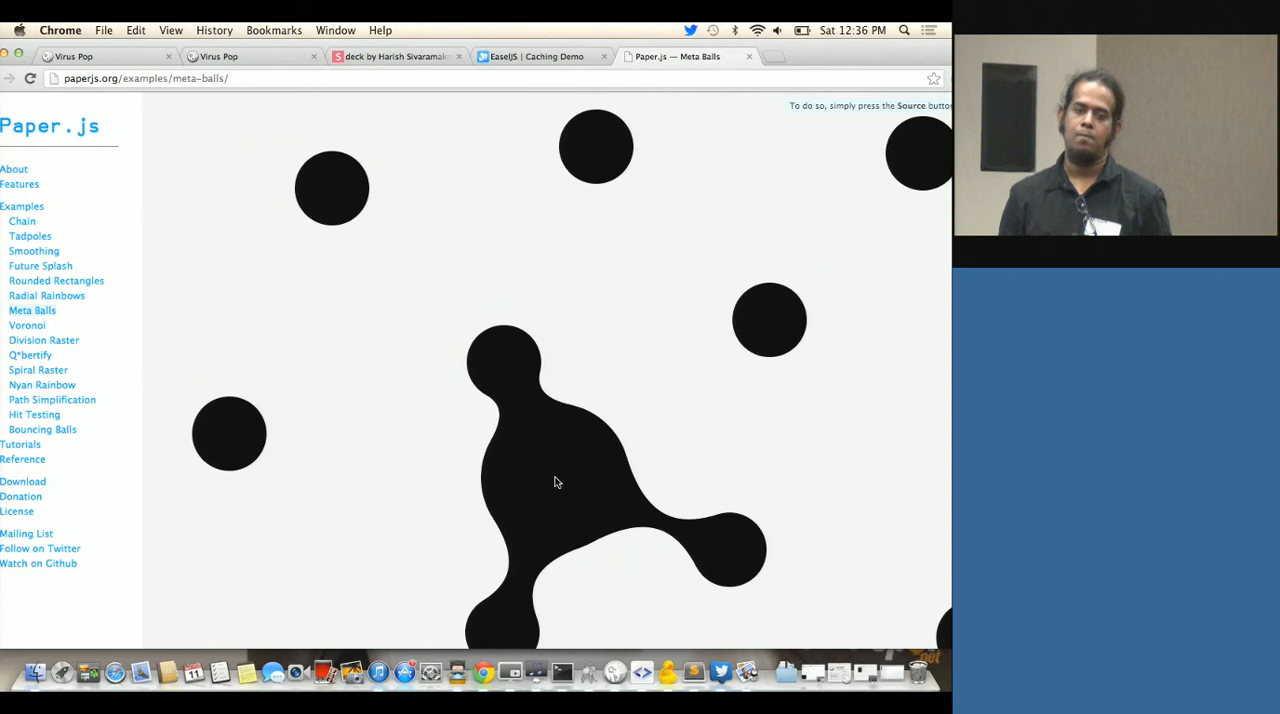 Chrome File Edit View History Bookmarks Window Help Sat 12:36 PM
Virus Pop Virus Pop deck by Harish Sivaramak EaselJS | Caching Demo Paper.js — Meta Balls
paperjs.org/examples/meta-balls/
To do so, simply press the Source button
Paper.js
About
Features
Examples
Chain
Tadpoles
Smoothing
Future Splash
Rounded Rectangles
Radial Rainbows
Meta Balls
Voronoi
Division Raster
Q*bertify
Spiral Raster
Nyan Rainbow
Path Simplification
Hit Testing
Bouncing Balls
Tutorials
Reference
Download
Donation
License
Mailing List
Follow on Twitter
Watch on Github